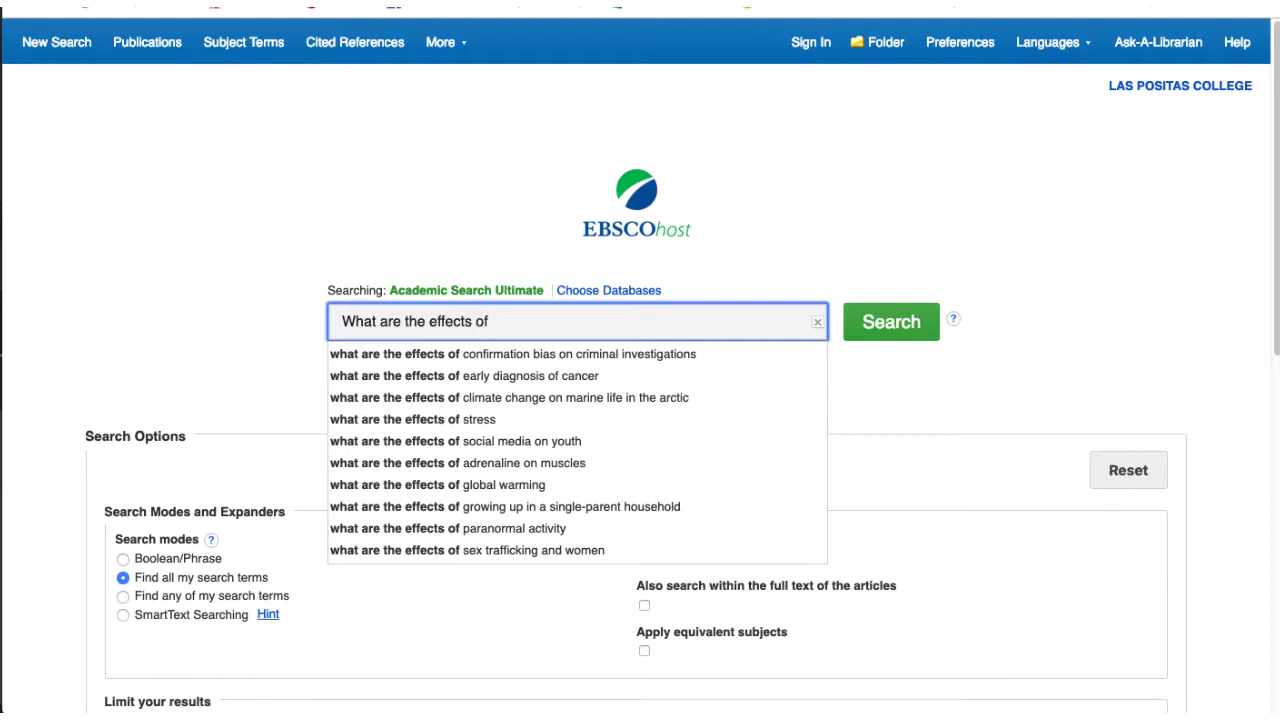 New Search Publications Subject Terms Cited References More Sign In Folder Preferences Languages Ask-A-Librarian Help
LAS POSITAS COLLEGE
EBSCOhost
Searching: Academic Search Ultimate Choose Databases
What are the effects of
Search ?
what are the effects of confirmation bias on criminal investigations
what are the effects of early diagnosis of cancer
what are the effects of climate change on marine life in the arctic
what are the effects of stress
what are the effects of social media on youth
what are the effects of adrenaline on muscles
what are the effects of global warming
what are the effects of growing up in a single-parent household
what are the effects of paranormal activity
what are the effects of sex trafficking and women
Search Options
Reset
Search Modes and Expanders
Search modes ?
Boolean/Phrase
Find all my search terms
Find any of my search terms
SmartText Searching Hint
Also search within the full text of the articles
Apply equivalent subjects
Limit your results